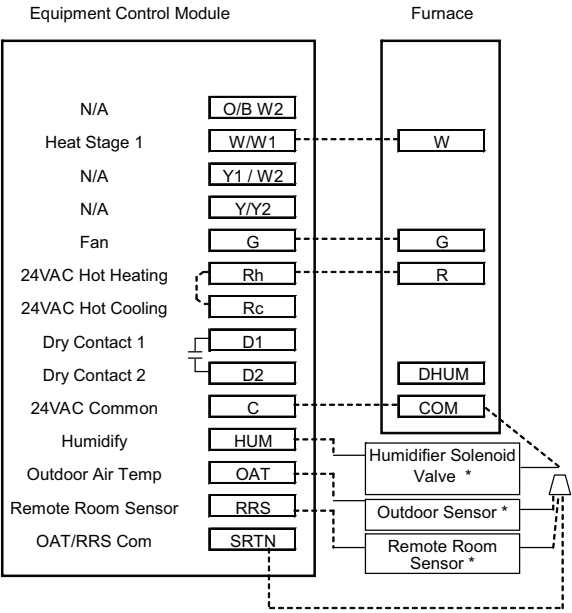 Equipment Control Module
Furnace
N/A O/B W2
Heat Stage 1 W/W1 W
N/A Y1 / W2
N/A Y/Y2
Fan G G
24VAC Hot Heating Rh R
24VAC Hot Cooling Rc
Dry Contact 1 D1
Dry Contact 2 D2 DHUM
24VAC Common C COM
Humidify HUM
Humidifier Solenoid
Valve *
Outdoor Air Temp OAT
Remote Room Sensor RRS
Outdoor Sensor *
OAT/RRS Com SRTN
Remote Room
Sensor *